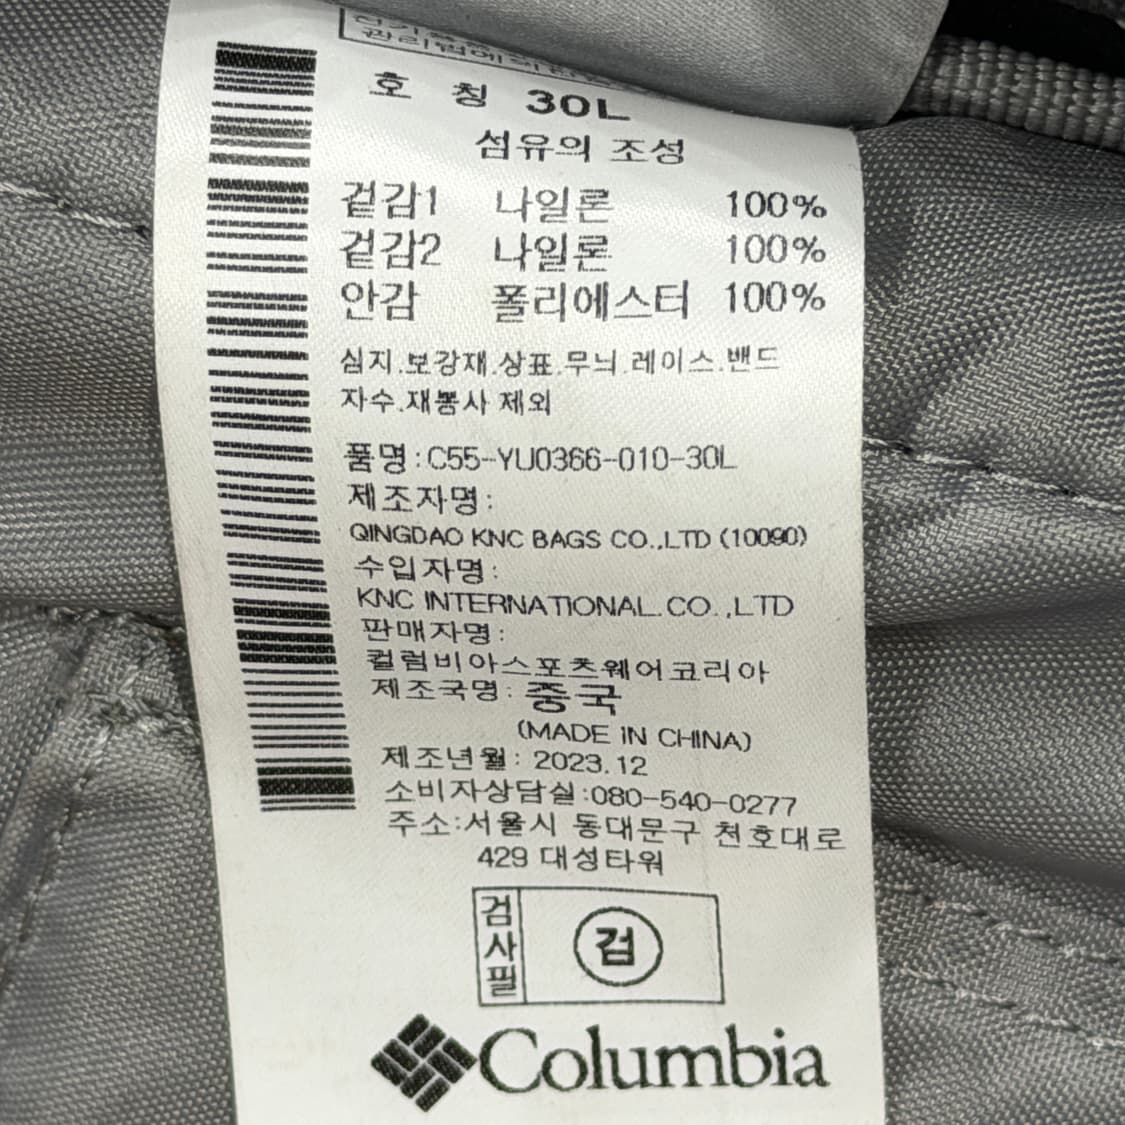 관리법에의한
호 칭 30L
섬유의 조성
겉감1 나일론 100%
겉감2 나일론 100%
안감 폴리에스터 100%
심지.보강재.상표.무늬.레이스.밴드
자수.재봉사 제외
품명:C55-YU0366-010-30L
제조자명:
QINGDAO KNC BAGS CO.,LTD (10090)
수입자명:
KNC INTERNATIONAL.CO.,LTD
판매자명:
컬럼비아스포츠웨어코리아
제조국명: 중국
(MADE IN CHINA)
제조년월: 2023.12
소비자상담실:080-540-0277
주소:서울시 동대문구 천호대로
429 대성타워
검사필 검
Columbia